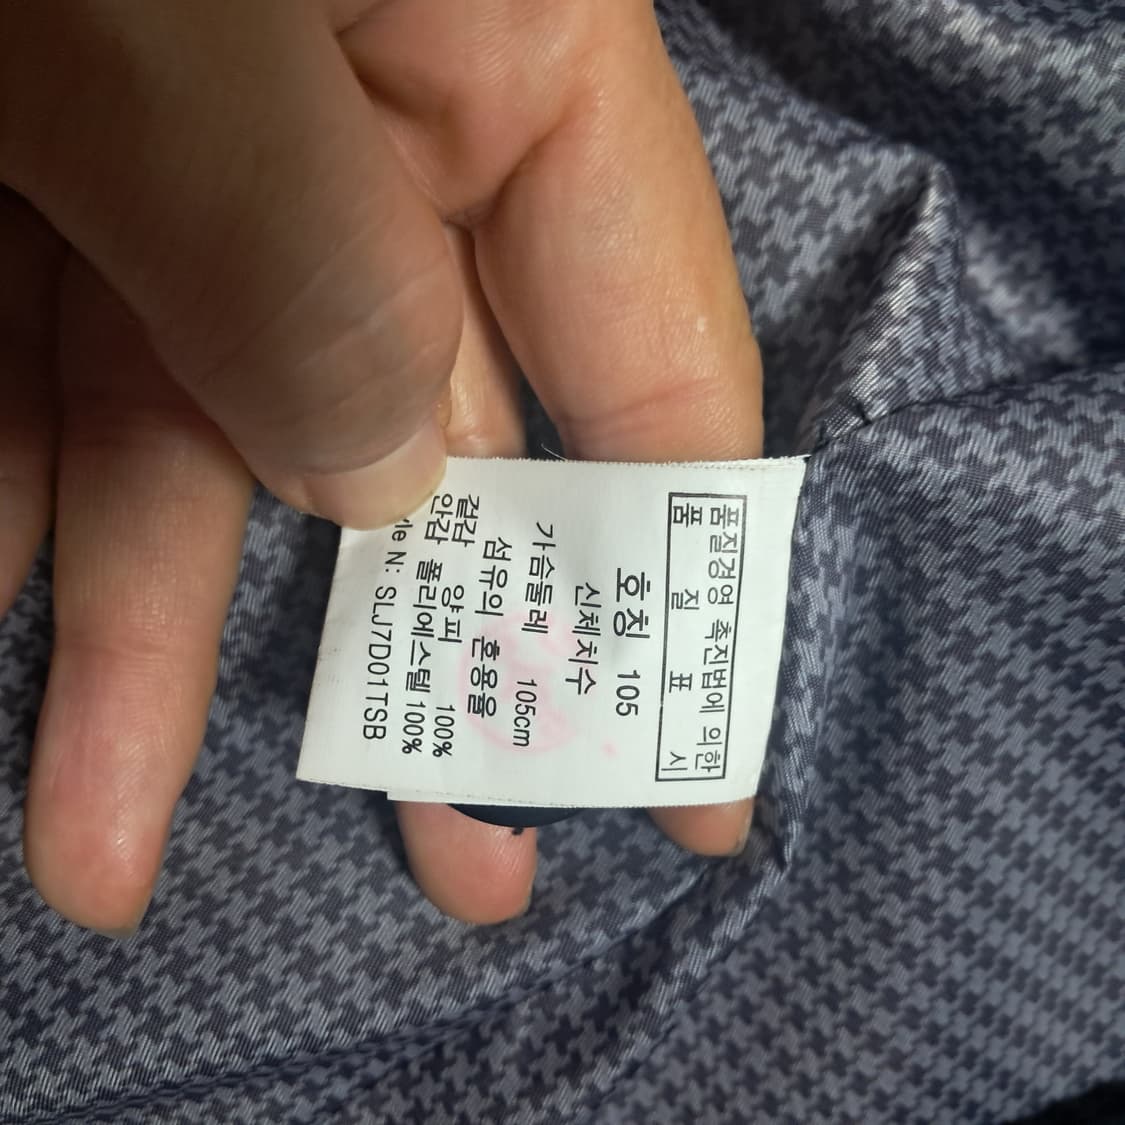 품질경영 촉진법에 의한
품 질 표 시
호칭 105
신체치수
가슴둘레 105cm
섬유의 혼용율
겉감 양피 100%
안감 폴리에스텔 100%
N: SLJ7D01TSB